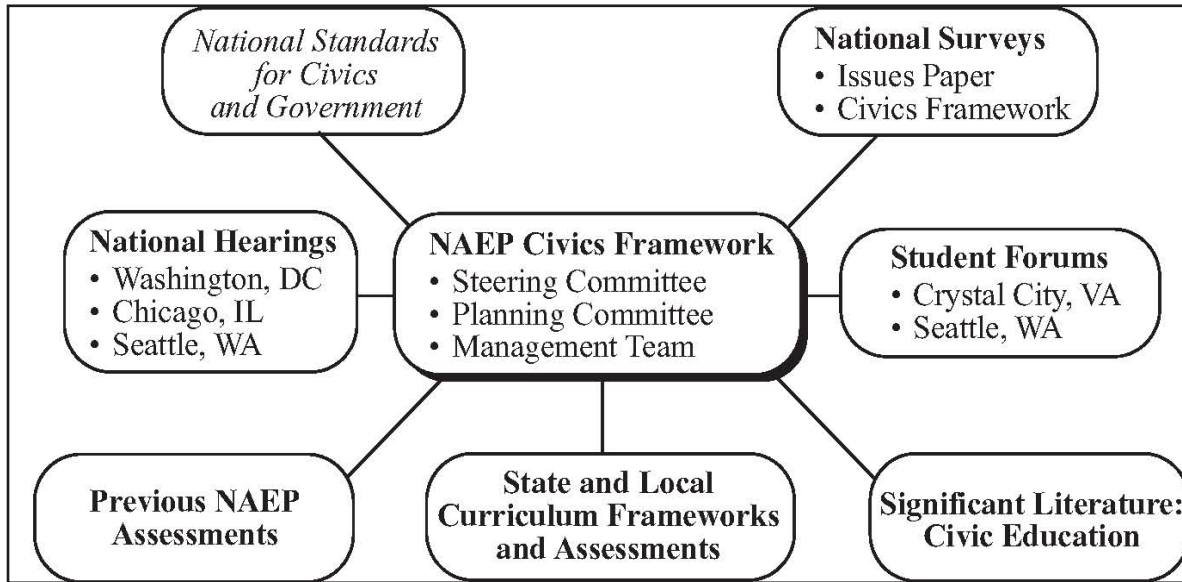 National Standards
for Civics
and Government
National Surveys
• Issues Paper
• Civics Framework
National Hearings
• Washington, DC
• Chicago, IL
• Seattle, WA
NAEP Civics Framework
• Steering Committee
• Planning Committee
• Management Team
Student Forums
• Crystal City, VA
• Seattle, WA
Previous NAEP
Assessments
State and Local
Curriculum Frameworks
and Assessments
Significant Literature:
Civic Education